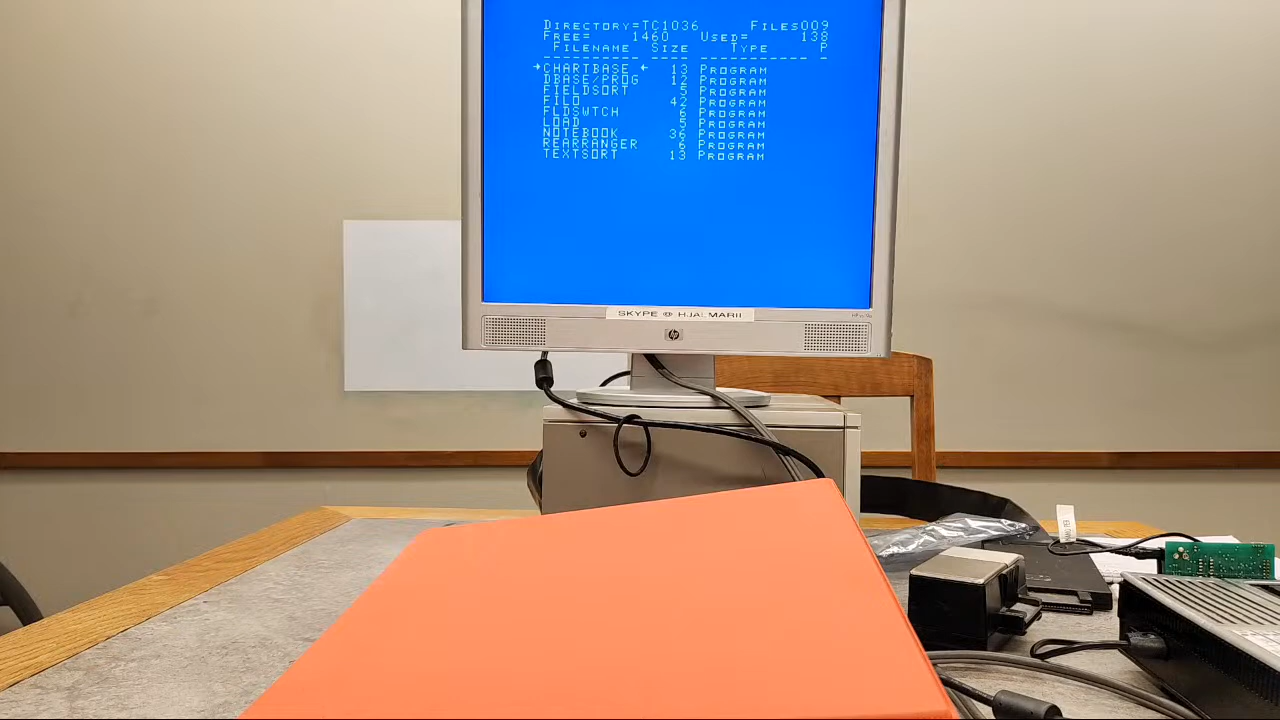 DIRECTORY=TC1036 FILES009
FREE= 1460 USED= 138
FILENAME SIZE TYPE P
---------- ---- ----------- -
→CHARTBASE ← 13 PROGRAM
DBASE/PROG 12 PROGRAM
FIELDSORT 5 PROGRAM
FILO 42 PROGRAM
FLDSWTCH 6 PROGRAM
LOAD 5 PROGRAM
NOTEBOOK 36 PROGRAM
REARRANGER 6 PROGRAM
TEXTSORT 13 PROGRAM
SKYPE @ HJALMARII
hp